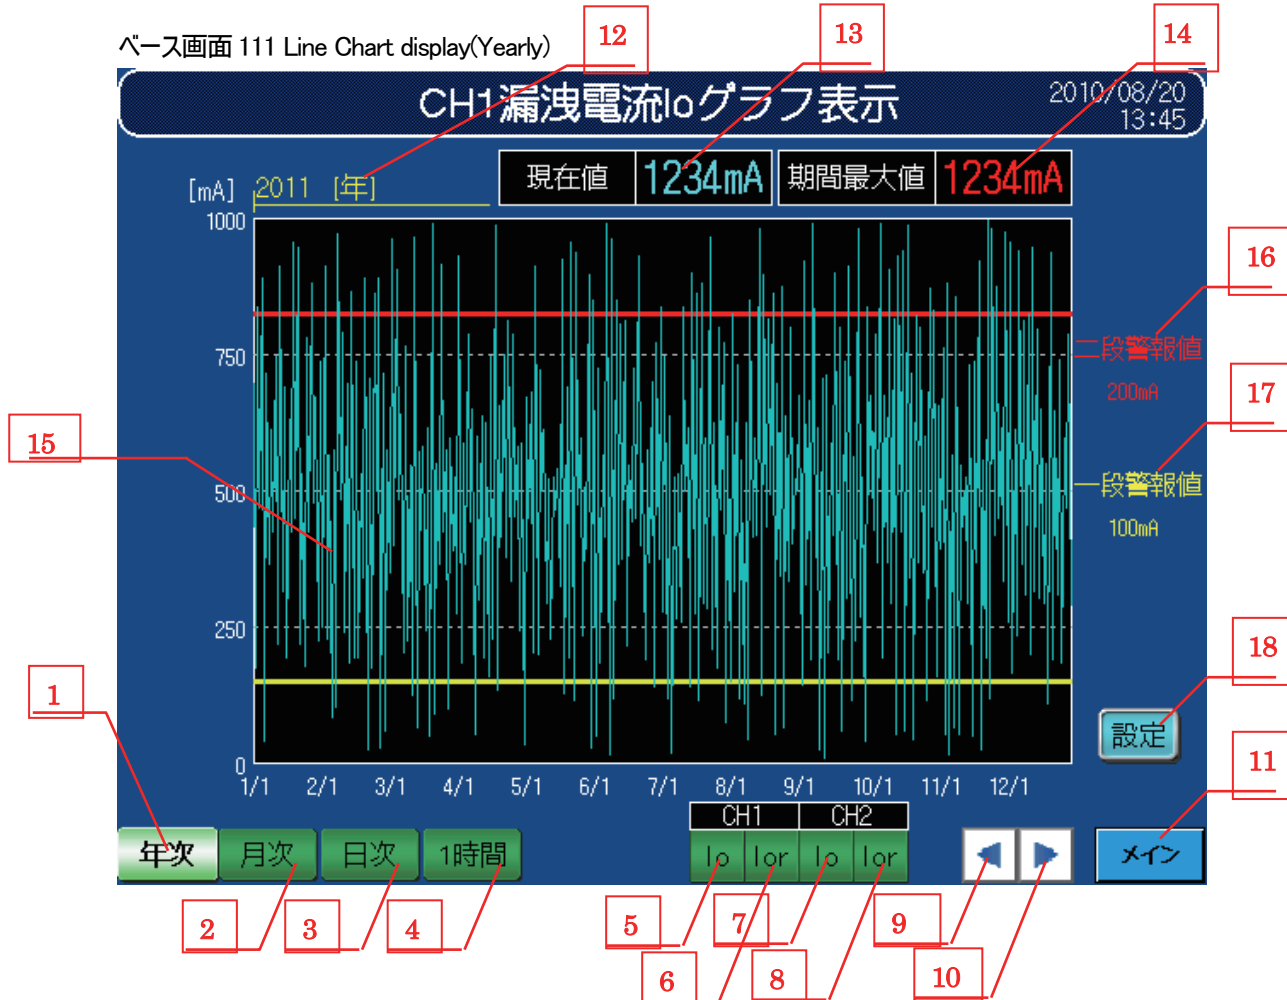 ベース画面 111 Line Chart display(Yearly)
12
13
14
CH1漏洩電流Ioグラフ表示
2010/08/20
13:45
現在値 1234mA 期間最大値 1234mA
[mA] 2011 [年]
1000
750
500
250
0
16
二段警報値
200mA
17
一段警報値
100mA
15
1
18
設定
11
1/1 2/1 3/1 4/1 5/1 6/1 7/1 8/1 9/1 10/1 11/1 12/1
CH1 CH2
年次 月次 日次 1時間 Io Ior Io Ior メイン
2 3 4 5 7 9
6 8 10